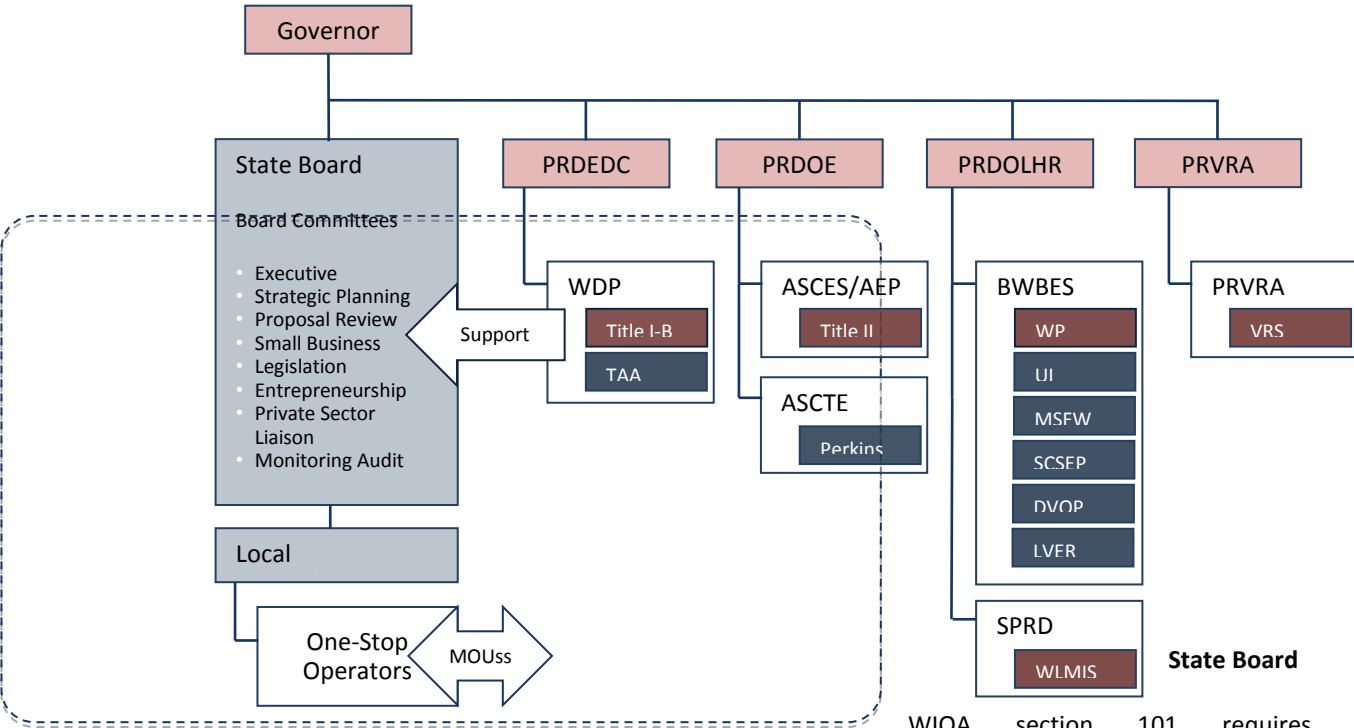 Governor
State Board
PRDEDC
PRDOE
PRDOLHR
PRVRA
Board Committees
• Executive
• Strategic Planning
• Proposal Review
• Small Business
• Legislation
• Entrepreneurship
• Private Sector
Liaison
• Monitoring Audit
Support
WDP
Title I-B
TAA
ASCES/AEP
Title II
ASCTE
Perkins
BWBES
WP
UI
MSFW
SCSEP
DVOP
LVER
PRVRA
VRS
Local
One-Stop
Operators
MOUss
SPRD
WLMIS
State Board
WIOA section 101 requires